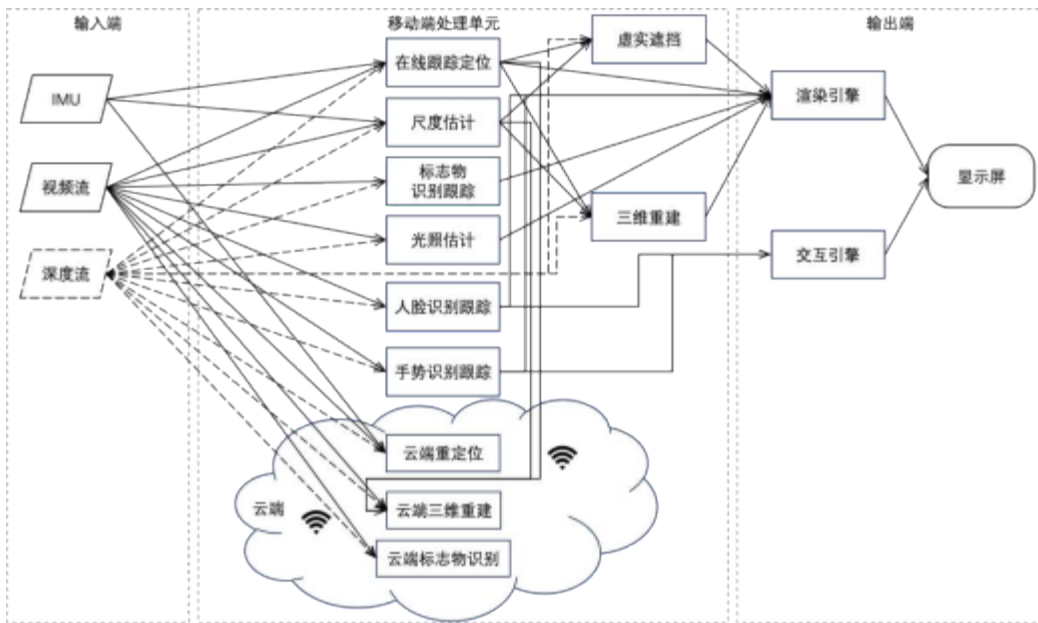 输入端
移动端处理单元
输出端
IMU
视频流
深度流
在线跟踪定位
尺度估计
标志物
识别跟踪
光照估计
人脸识别跟踪
手势识别跟踪
云端
云端重定位
云端三维重建
云端标志物识别
虚实遮挡
三维重建
渲染引擎
交互引擎
显示屏